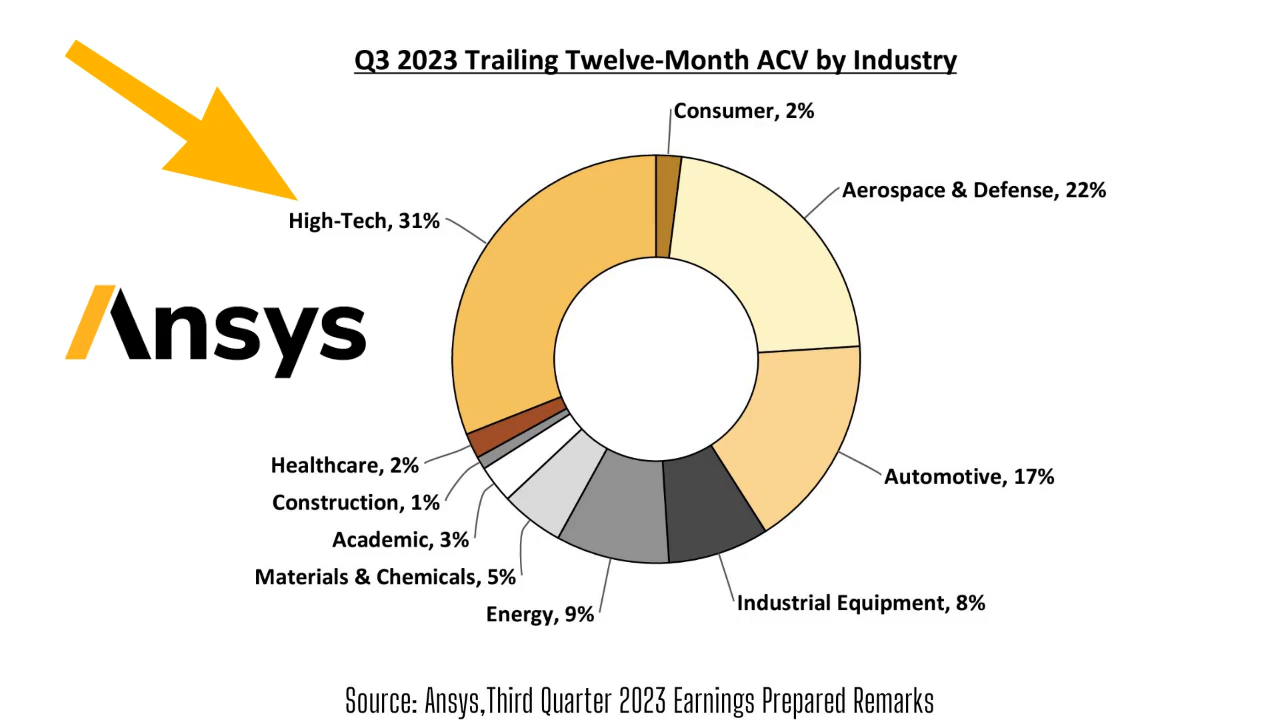 Q3 2023 Trailing Twelve-Month ACV by Industry
Consumer, 2%
Aerospace & Defense, 22%
High-Tech, 31%
Ansys
Healthcare, 2%
Automotive, 17%
Construction, 1%
Academic, 3%
Materials & Chemicals, 5%
Industrial Equipment, 8%
Energy, 9%
Source: Ansys,Third Quarter 2023 Earnings Prepared Remarks